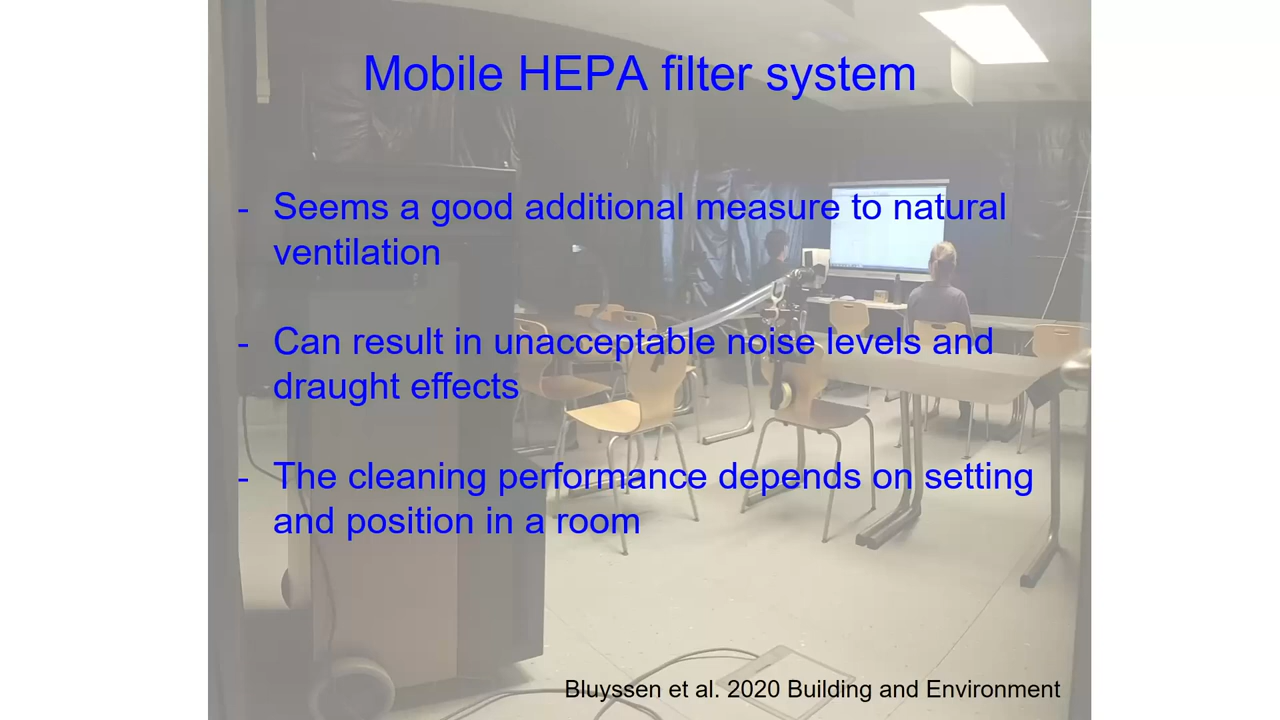 Mobile HEPA filter system
- Seems a good additional measure to natural
ventilation
- Can result in unacceptable noise levels and
draught effects
- The cleaning performance depends on setting
and position in a room
Bluyssen et al. 2020 Building and Environment